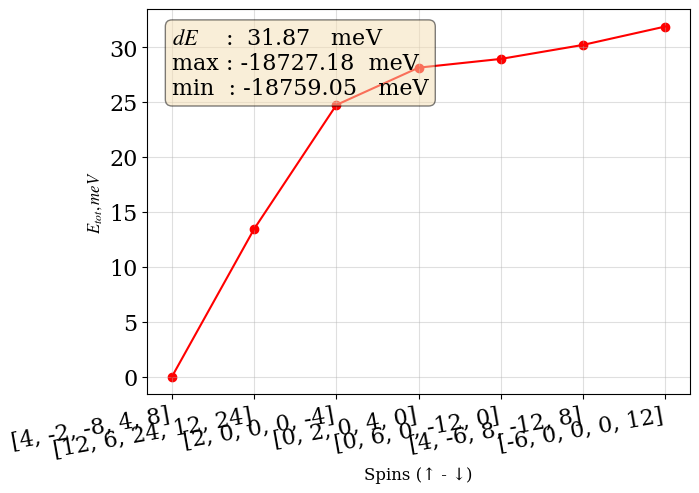 dE : 31.87 meV
max : -18727.18 meV
min : -18759.05 meV
30
25
20
15
10
5
0
E_tot, meV
[4, -2, -8, 4, 8]
[12, 6, 24, 12, 24]
[2, 0, 0, 0, -4]
[0, 2, 0, 4, 0]
[0, 6, 0, -12, 0]
[4, -6, 8, -12, 8]
[-6, 0, 0, 0, 12]
Spins (↑ - ↓)